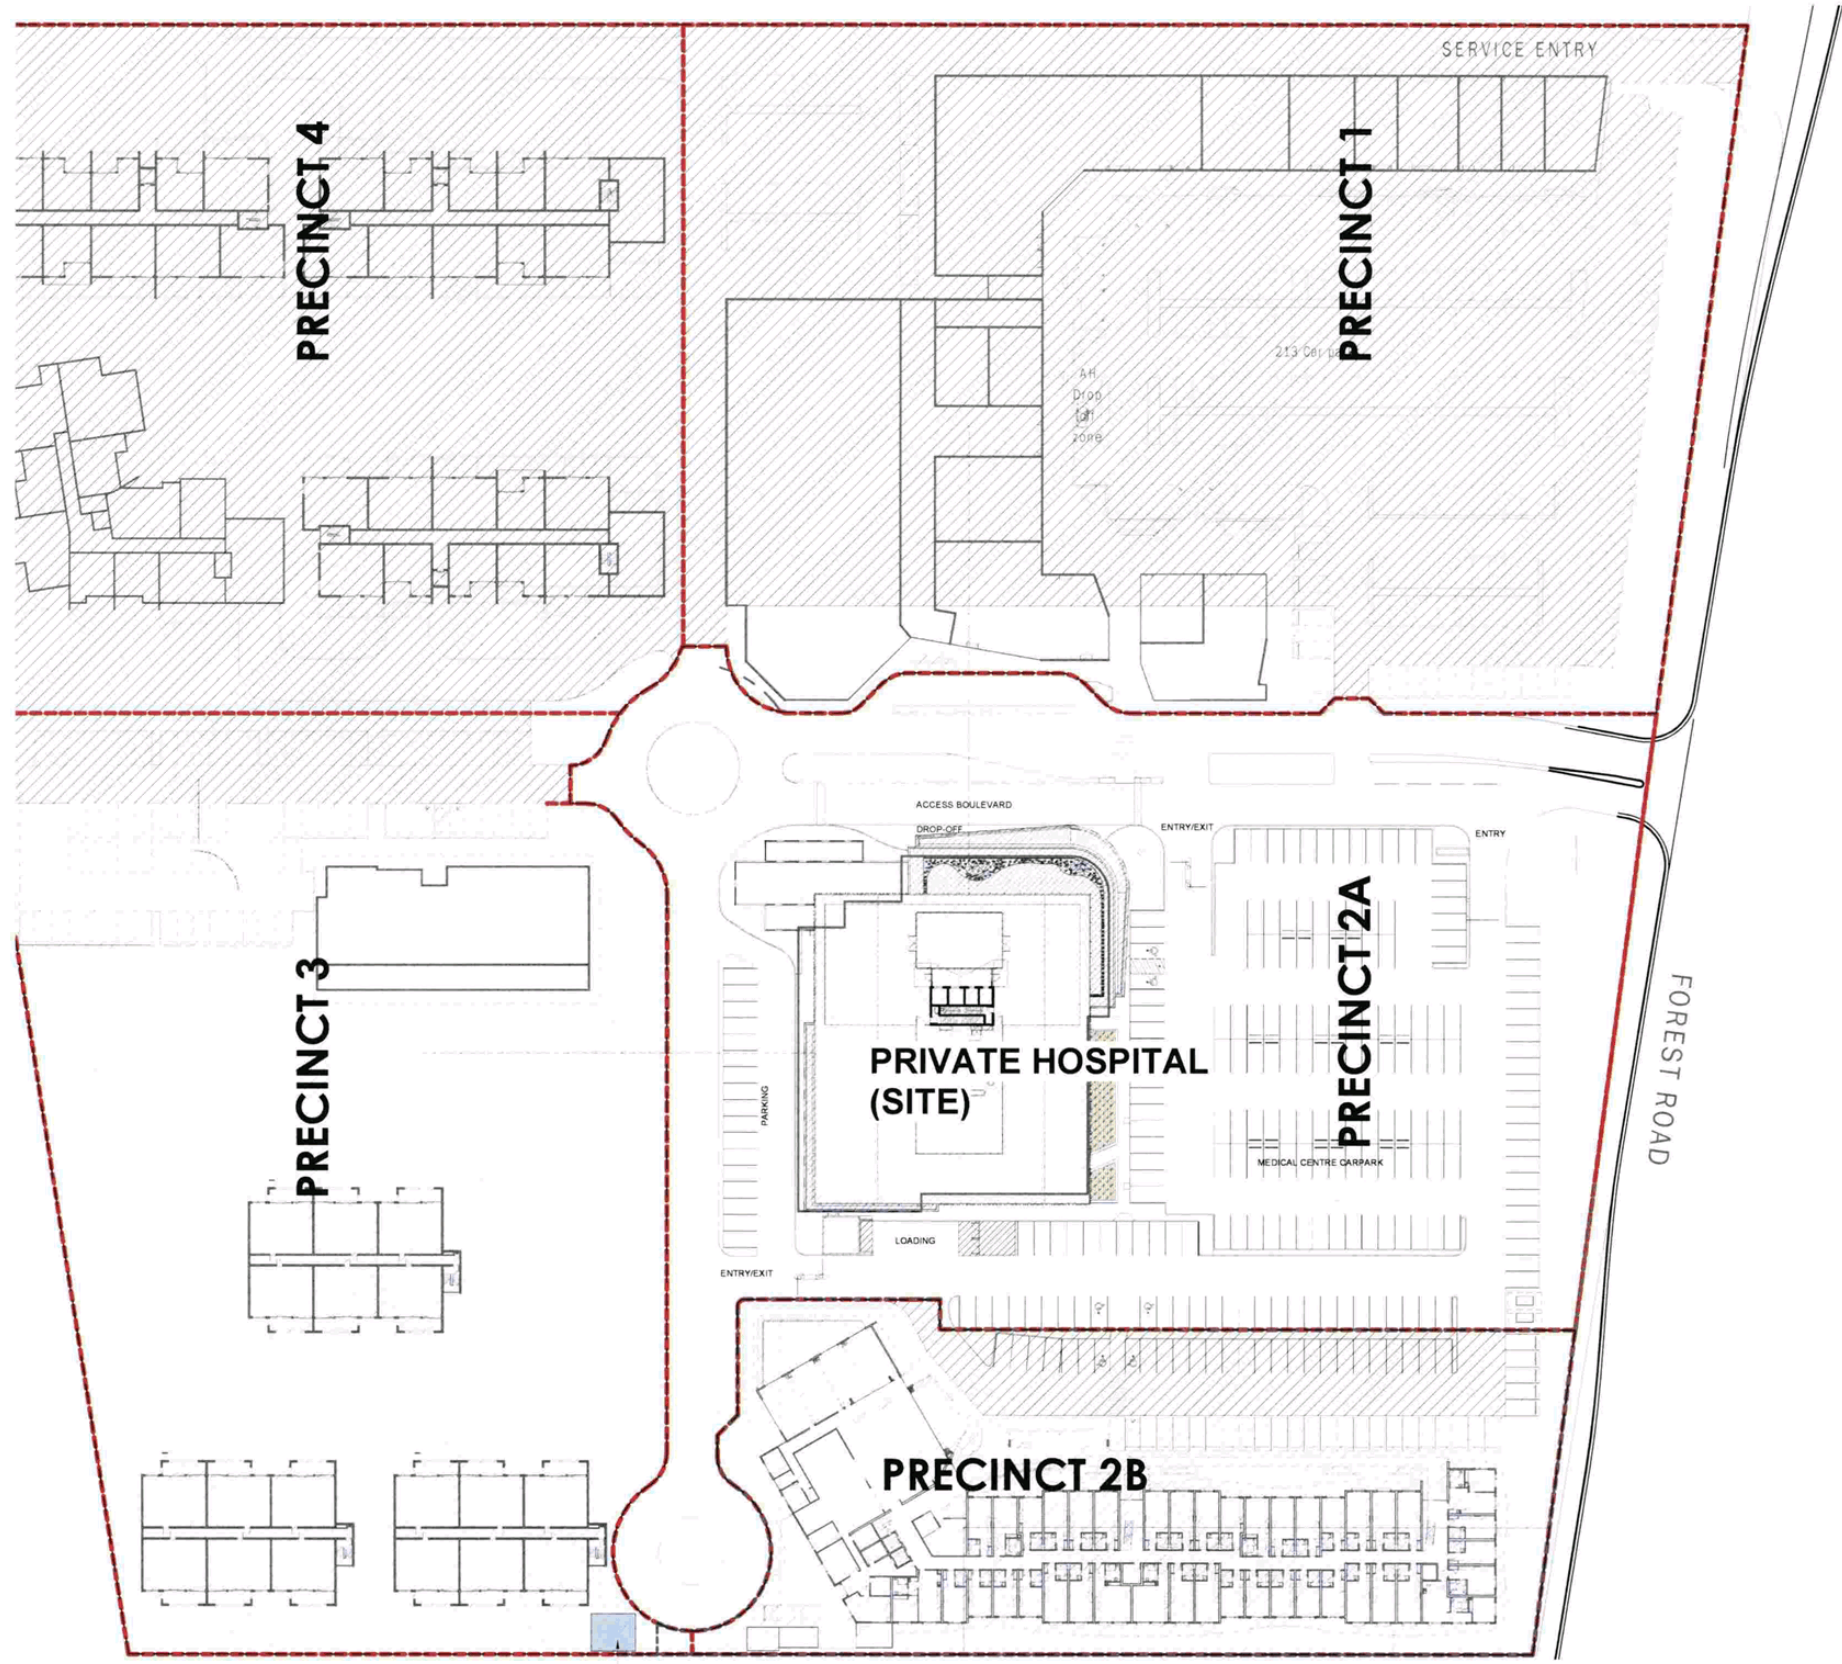 SERVICE ENTRY
PRECINCT 4
PRECINCT 1
213 Car
AH
Drop
off
zone
ACCESS BOULEVARD
DROP-OFF
ENTRY/EXIT
ENTRY
PRECINCT 3
PRECINCT 2A
PRIVATE HOSPITAL
(SITE)
PARKING
FOREST ROAD
MEDICAL CENTRE CARPARK
LOADING
ENTRY/EXIT
PRECINCT 2B